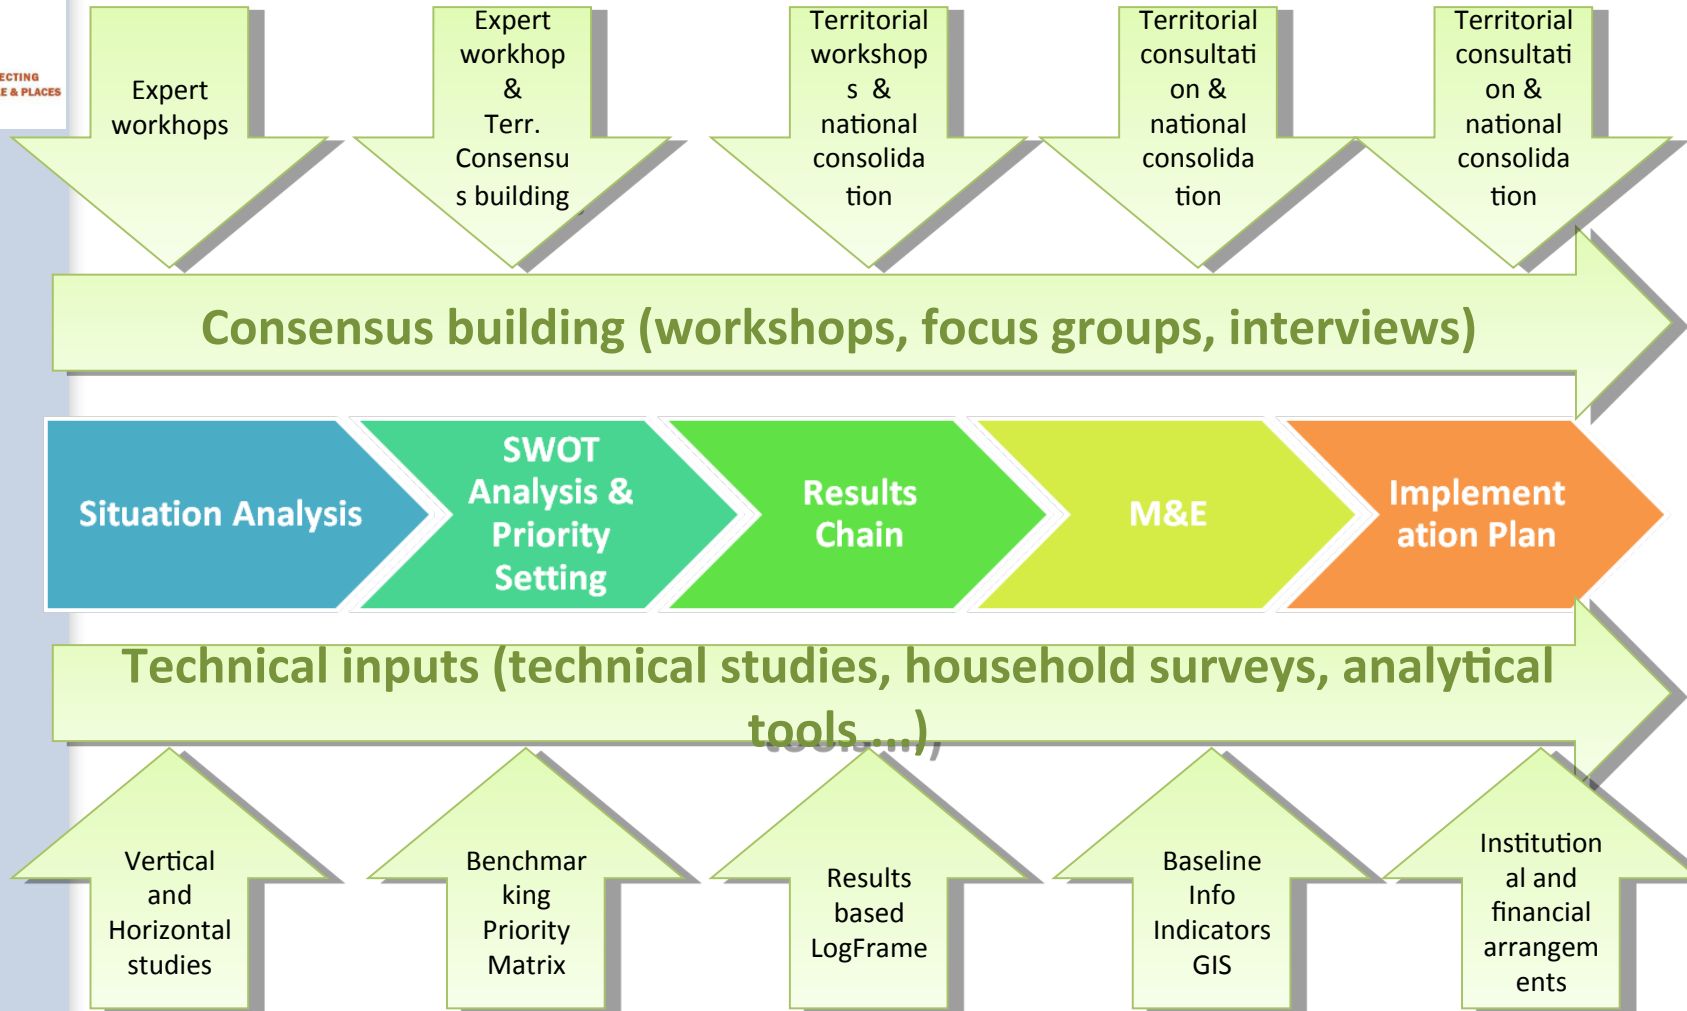 ECTING
E & PLACES
Expert
workhops
Expert
workhop
&
Terr.
Consensu
s building
Territorial
workshop
s &
national
consolida
tion
Territorial
consultati
on &
national
consolida
tion
Territorial
consultati
on &
national
consolida
tion
Consensus building (workshops, focus groups, interviews)
Situation Analysis
SWOT
Analysis &
Priority
Setting
Results
Chain
M&E
Implement
ation Plan
Technical inputs (technical studies, household surveys, analytical
tools ...),
Vertical
and
Horizontal
studies
Benchmar
king
Priority
Matrix
Results
based
LogFrame
Baseline
Info
Indicators
GIS
Institution
al and
financial
arrangem
ents